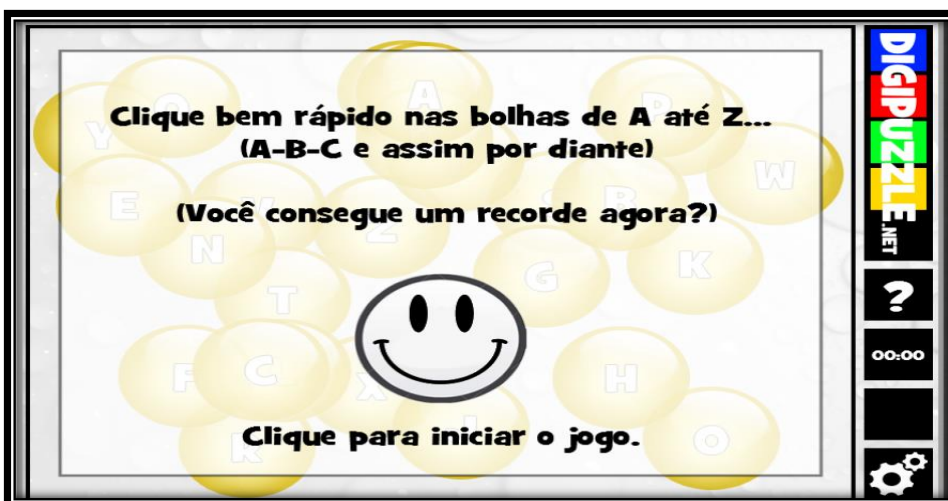 Clique bem rápido nas bolhas de A até Z...
(A-B-C e assim por diante)
(Você consegue um recorde agora?)
Clique para iniciar o jogo.
Y
A
W
E
R
N
Z
K
G
T
C
H
X
O
DIGIPUZZLE.NET
?
00:00